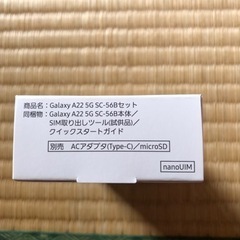 商品名：Galaxy A22 5G SC-56Bセット
同梱物：Galaxy A22 5G SC-56B本体／
SIM取り出しツール(試供品)／
クイックスタートガイド
別売　ACアダプタ(Type-C)／microSD
nanoUIM